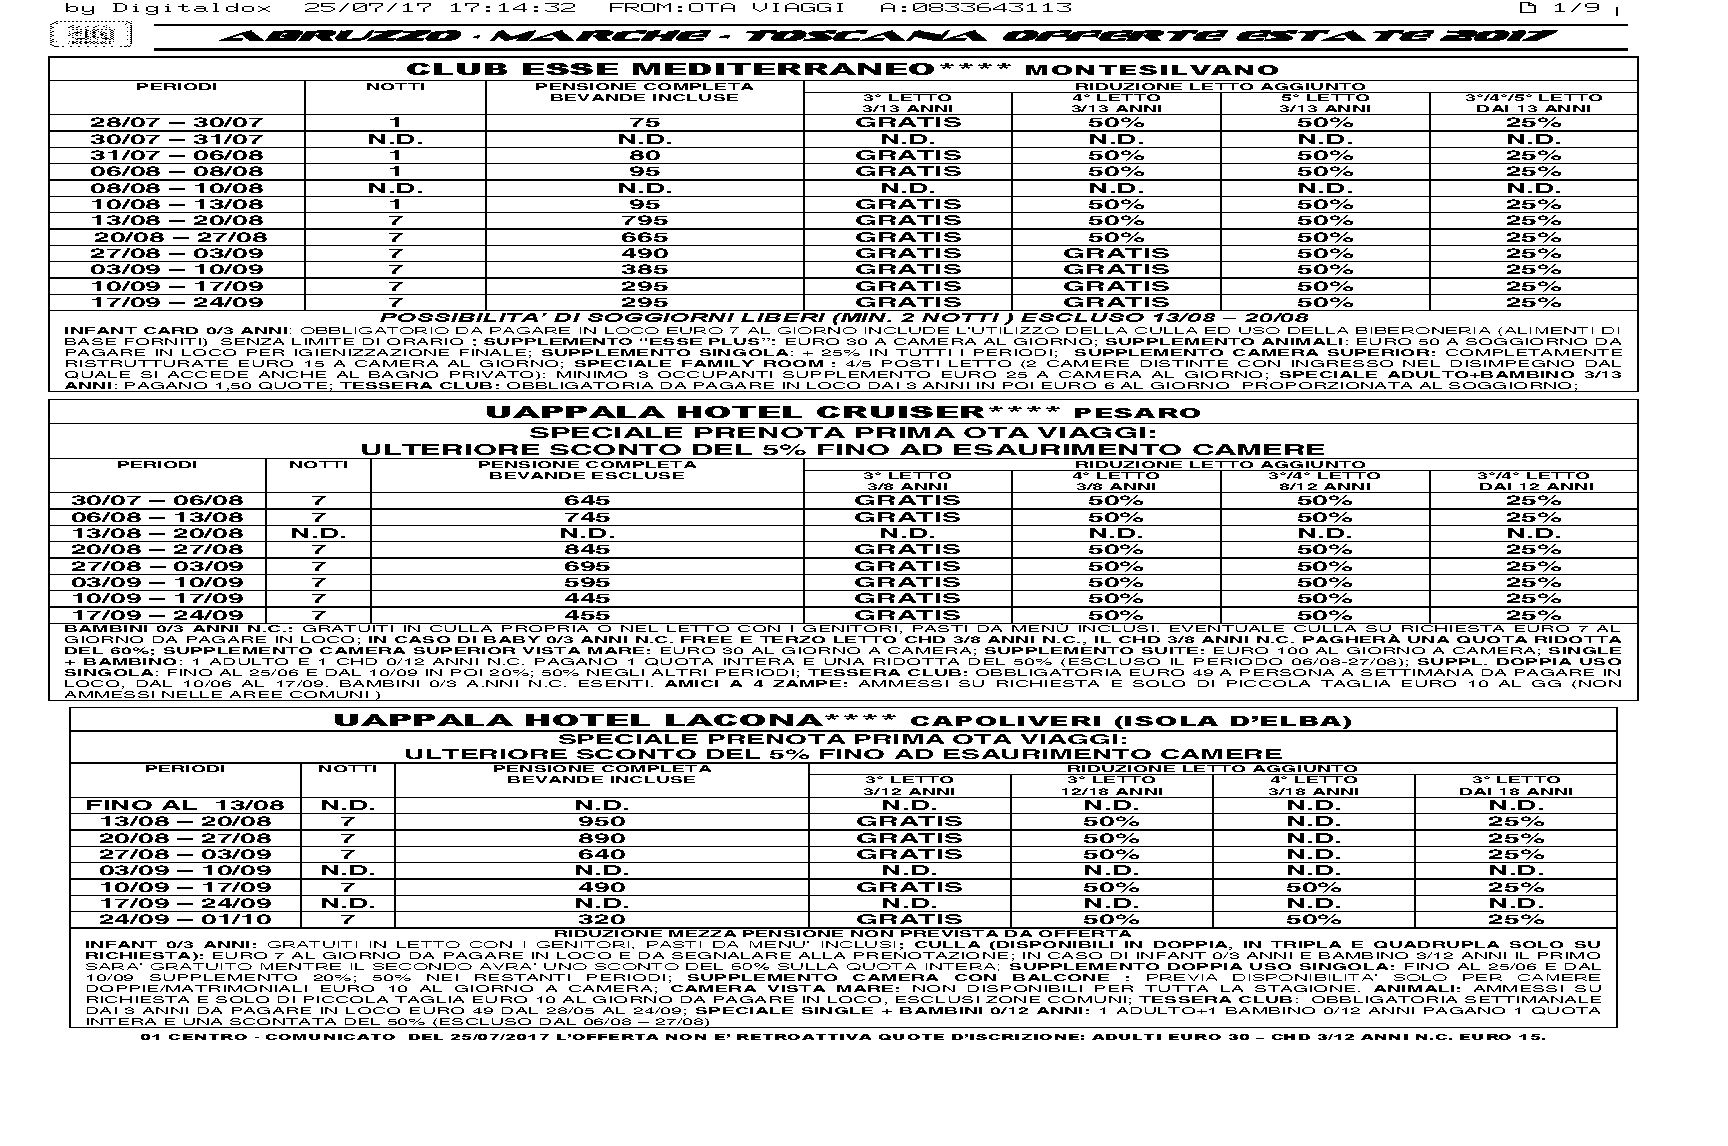 by Digitaldox 25/07/17 17:14:32 FROM:OTA VIAGGI A:0833643113 1/9
ABRUZZO - MARCHE - TOSCANA OFFERTE ESTATE 2017
CLUB ESSE MEDITERRANEO**** MONTESILVANO
PERIODI NOTTI PENSIONE COMPLETA RIDUZIONE LETTO AGGIUNTO
BEVANDE INCLUSE 3° LETTO 4° LETTO 5° LETTO 3°/4°/5° LETTO
3/13 ANNI 3/13 ANNI 3/13 ANNI DAI 13 ANNI
28/07 – 30/07 1 75 GRATIS 50% 50% 25%
30/07 – 31/07 N.D. N.D. N.D. N.D. N.D. N.D.
31/07 – 06/08 1 80 GRATIS 50% 50% 25%
06/08 – 08/08 1 95 GRATIS 50% 50% 25%
08/08 – 10/08 N.D. N.D. N.D. N.D. N.D. N.D.
10/08 – 13/08 1 95 GRATIS 50% 50% 25%
13/08 – 20/08 7 795 GRATIS 50% 50% 25%
20/08 – 27/08 7 665 GRATIS 50% 50% 25%
27/08 – 03/09 7 490 GRATIS GRATIS 50% 25%
03/09 – 10/09 7 385 GRATIS GRATIS 50% 25%
10/09 – 17/09 7 295 GRATIS GRATIS 50% 25%
17/09 – 24/09 7 295 GRATIS GRATIS 50% 25%
POSSIBILITA' DI SOGGIORNI LIBERI (MIN. 2 NOTTI ) ESCLUSO 13/08 – 20/08
INFANT CARD 0/3 ANNI: OBBLIGATORIO DA PAGARE IN LOCO EURO 7 AL GIORNO INCLUDE L'UTILIZZO DELLA CULLA ED USO DELLA BIBERONERIA (ALIMENTI DI
BASE FORNITI) SENZA LIMITE DI ORARIO ; SUPPLEMENTO "ESSE PLUS": EURO 30 A CAMERA AL GIORNO; SUPPLEMENTO ANIMALI: EURO 50 A SOGGIORNO DA
PAGARE IN LOCO PER IGIENIZZAZIONE FINALE; SUPPLEMENTO SINGOLA: + 25% IN TUTTI I PERIODI; SUPPLEMENTO CAMERA SUPERIOR: COMPLETAMENTE
RISTRUTTURATE EURO 15 A CAMERA AL GIORNO; SPECIALE FAMILY ROOM : 4/5 POSTI LETTO (2 CAMERE DISTINTE CON INGRESSO NEL DISIMPEGNO DAL
QUALE SI ACCEDE ANCHE AL BAGNO PRIVATO): MINIMO 3 OCCUPANTI SUPPLEMENTO EURO 25 A CAMERA AL GIORNO; SPECIALE ADULTO+BAMBINO 3/13
ANNI: PAGANO 1,50 QUOTE; TESSERA CLUB: OBBLIGATORIA DA PAGARE IN LOCO DAI 3 ANNI IN POI EURO 6 AL GIORNO PROPORZIONATA AL SOGGIORNO;
UAPPALA HOTEL CRUISER**** PESARO
SPECIALE PRENOTA PRIMA OTA VIAGGI:
ULTERIORE SCONTO DEL 5% FINO AD ESAURIMENTO CAMERE
PERIODI NOTTI PENSIONE COMPLETA RIDUZIONE LETTO AGGIUNTO
BEVANDE ESCLUSE 3° LETTO 4° LETTO 3°/4° LETTO 3°/4° LETTO
3/8 ANNI 3/8 ANNI 8/12 ANNI DAI 12 ANNI
30/07 – 06/08 7 645 GRATIS 50% 50% 25%
06/08 – 13/08 7 745 GRATIS 50% 50% 25%
13/08 – 20/08 N.D. N.D. N.D. N.D. N.D. N.D.
20/08 – 27/08 7 845 GRATIS 50% 50% 25%
27/08 – 03/09 7 695 GRATIS 50% 50% 25%
03/09 – 10/09 7 595 GRATIS 50% 50% 25%
10/09 – 17/09 7 445 GRATIS 50% 50% 25%
17/09 – 24/09 7 455 GRATIS 50% 50% 25%
BAMBINI 0/3 ANNI N.C.: GRATUITI IN CULLA PROPRIA O NEL LETTO CON I GENITORI, PASTI DA MENU INCLUSI. EVENTUALE CULLA SU RICHIESTA EURO 7 AL
GIORNO DA PAGARE IN LOCO; IN CASO DI BABY 0/3 ANNI N.C. FREE E TERZO LETTO CHD 3/8 ANNI N.C., IL CHD 3/8 ANNI N.C. PAGHERÀ UNA QUOTA RIDOTTA
DEL 60%; SUPPLEMENTO CAMERA SUPERIOR VISTA MARE: EURO 30 AL GIORNO A CAMERA; SUPPLEMENTO SUITE: EURO 100 AL GIORNO A CAMERA; SINGLE
+ BAMBINO: 1 ADULTO E 1 CHD 0/12 ANNI N.C. PAGANO 1 QUOTA INTERA E UNA RIDOTTA DEL 50% (ESCLUSO IL PERIODO 06/08-27/08); SUPPL. DOPPIA USO
SINGOLA: FINO AL 25/06 E DAL 10/09 IN POI 20%; 50% NEGLI ALTRI PERIODI; TESSERA CLUB: OBBLIGATORIA EURO 49 A PERSONA A SETTIMANA DA PAGARE IN
LOCO, DAL 10/06 AL 17/09. BAMBINI 0/3 A.NNI N.C. ESENTI. AMICI A 4 ZAMPE: AMMESSI SU RICHIESTA E SOLO DI PICCOLA TAGLIA EURO 10 AL GG (NON
AMMESSI NELLE AREE COMUNI )
UAPPALA HOTEL LACONA**** CAPOLIVERI (ISOLA D'ELBA)
SPECIALE PRENOTA PRIMA OTA VIAGGI:
ULTERIORE SCONTO DEL 5% FINO AD ESAURIMENTO CAMERE
PERIODI NOTTI PENSIONE COMPLETA RIDUZIONE LETTO AGGIUNTO
BEVANDE INCLUSE 3° LETTO 3° LETTO 4° LETTO 3° LETTO
3/12 ANNI 12/18 ANNI 3/18 ANNI DAI 18 ANNI
FINO AL 13/08 N.D. N.D. N.D. N.D. N.D. N.D.
13/08 – 20/08 7 950 GRATIS 50% N.D. 25%
20/08 – 27/08 7 890 GRATIS 50% N.D. 25%
27/08 – 03/09 7 640 GRATIS 50% N.D. 25%
03/09 – 10/09 N.D. N.D. N.D. N.D. N.D. N.D.
10/09 – 17/09 7 490 GRATIS 50% 50% 25%
17/09 – 24/09 N.D. N.D. N.D. N.D. N.D. N.D.
24/09 – 01/10 7 320 GRATIS 50% 50% 25%
RIDUZIONE MEZZA PENSIONE NON PREVISTA DA OFFERTA
INFANT 0/3 ANNI: GRATUITI IN LETTO CON I GENITORI, PASTI DA MENU' INCLUSI; CULLA (DISPONIBILI IN DOPPIA, IN TRIPLA E QUADRUPLA SOLO SU
RICHIESTA): EURO 7 AL GIORNO DA PAGARE IN LOCO E DA SEGNALARE ALLA PRENOTAZIONE; IN CASO DI INFANT 0/3 ANNI E BAMBINO 3/12 ANNI IL PRIMO
SARA' GRATUITO MENTRE IL SECONDO AVRA' UNO SCONTO DEL 60% SULLA QUOTA INTERA; SUPPLEMENTO DOPPIA USO SINGOLA: FINO AL 25/06 E DAL
10/09 SUPPLEMENTO 20%; 50% NEI RESTANTI PERIODI; SUPPLEMENTO CAMERA CON BALCONE : PREVIA DISPONIBILITA' SOLO PER CAMERE
DOPPIE/MATRIMONIALI EURO 10 AL GIORNO A CAMERA; CAMERA VISTA MARE: NON DISPONIBILI PER TUTTA LA STAGIONE. ANIMALI: AMMESSI SU
RICHIESTA E SOLO DI PICCOLA TAGLIA EURO 10 AL GIORNO DA PAGARE IN LOCO, ESCLUSI ZONE COMUNI; TESSERA CLUB: OBBLIGATORIA SETTIMANALE
DAI 3 ANNI DA PAGARE IN LOCO EURO 49 DAL 28/05 AL 24/09; SPECIALE SINGLE + BAMBINI 0/12 ANNI: 1 ADULTO+1 BAMBINO 0/12 ANNI PAGANO 1 QUOTA
INTERA E UNA SCONTATA DEL 50% (ESCLUSO DAL 06/08 – 27/08)
01 CENTRO - COMUNICATO DEL 25/07/2017 L'OFFERTA NON E' RETROATTIVA QUOTE D'ISCRIZIONE: ADULTI EURO 30 – CHD 3/12 ANNI N.C. EURO 15.